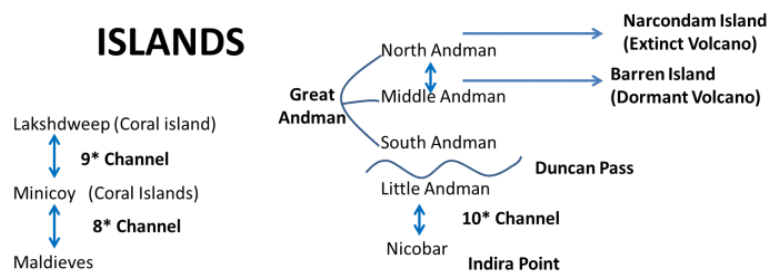 ISLANDS
Lakshdweep (Coral island)
9* Channel
Minicoy (Coral Islands)
8* Channel
Maldieves
Great
Andman
North Andman
Middle Andman
South Andman
Narcondam Island
(Extinct Volcano)
Barren Island
(Dormant Volcano)
Duncan Pass
Little Andman
10* Channel
Nicobar
Indira Point